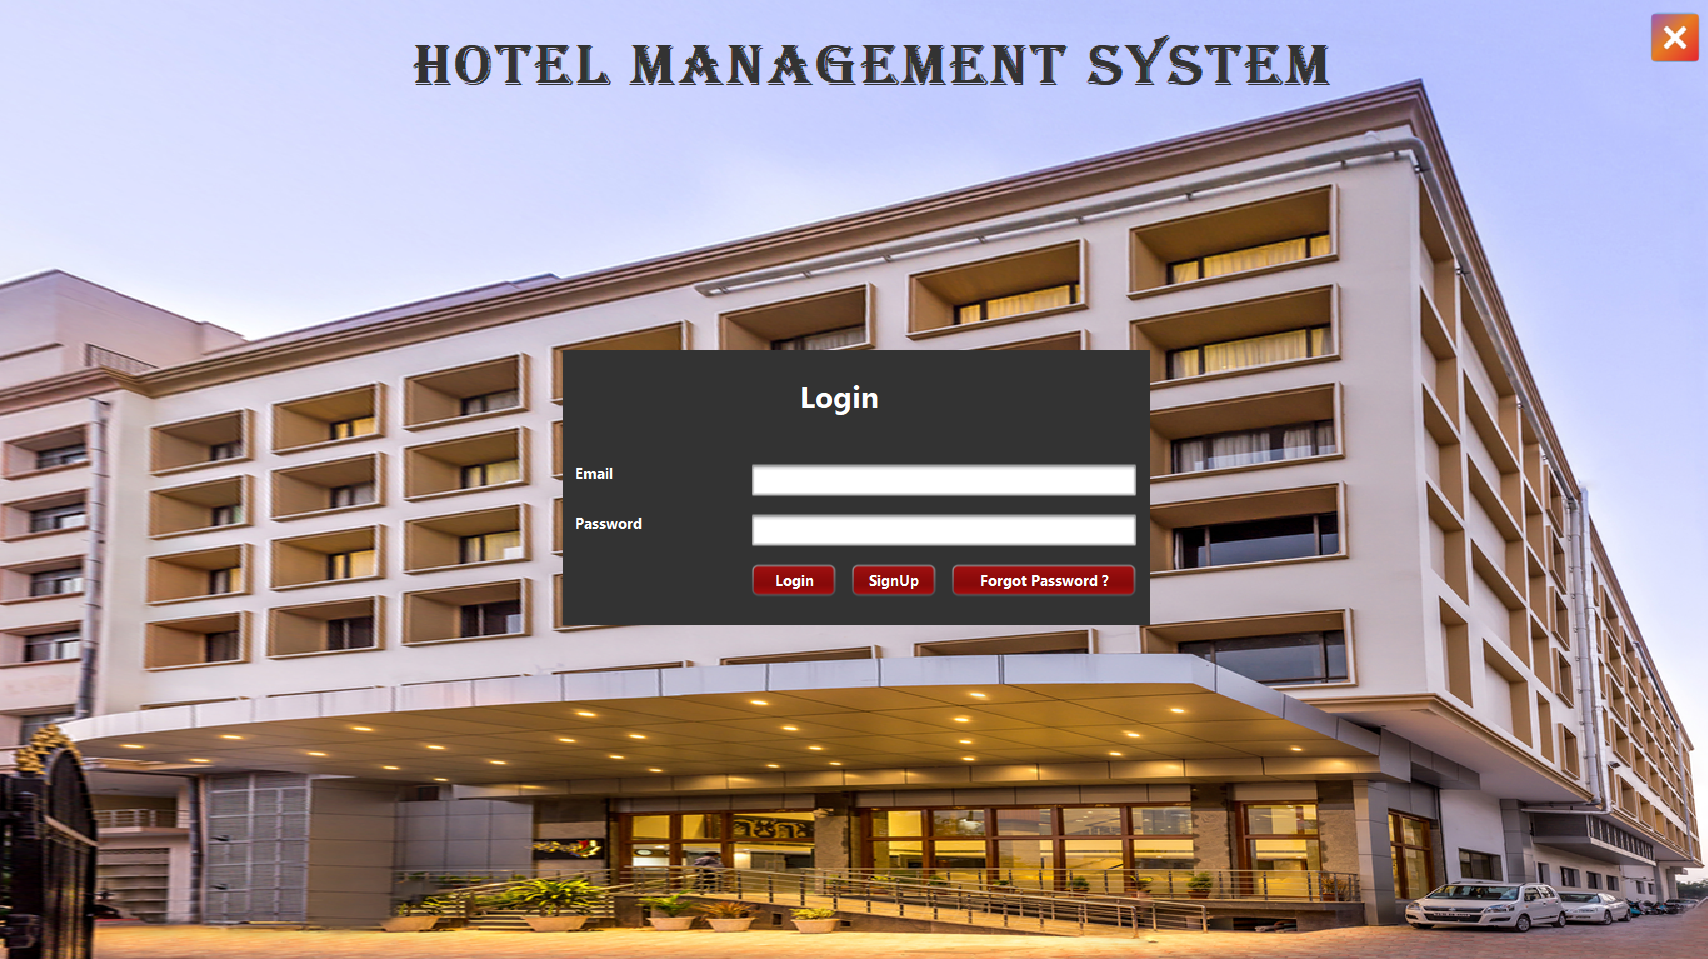 HOTEL MANAGEMENT SYSTEM
Login
Email
Password
Login SignUp Forgot Password ?